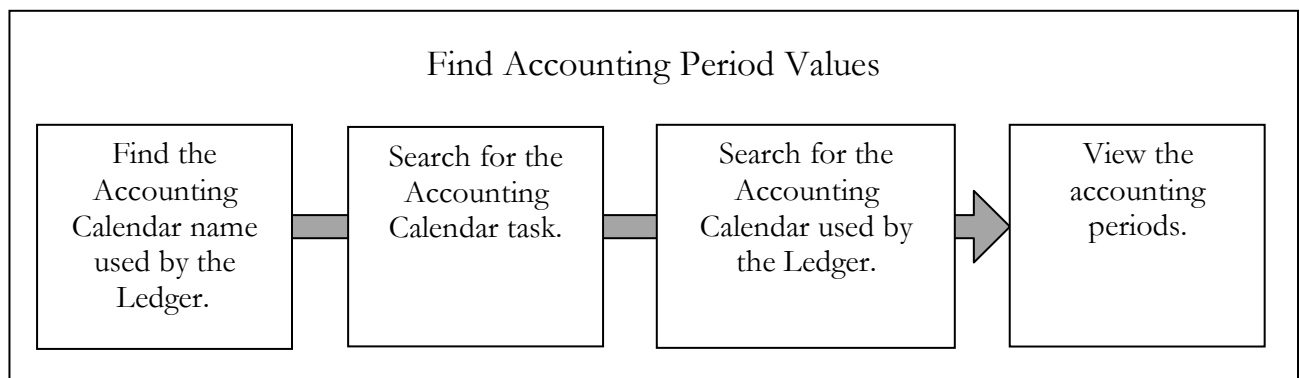 Find Accounting Period Values
Find the
Accounting
Calendar name
used by the
Ledger.
Search for the
Accounting
Calendar task.
Search for the
Accounting
Calendar used by
the Ledger.
View the
accounting
periods.